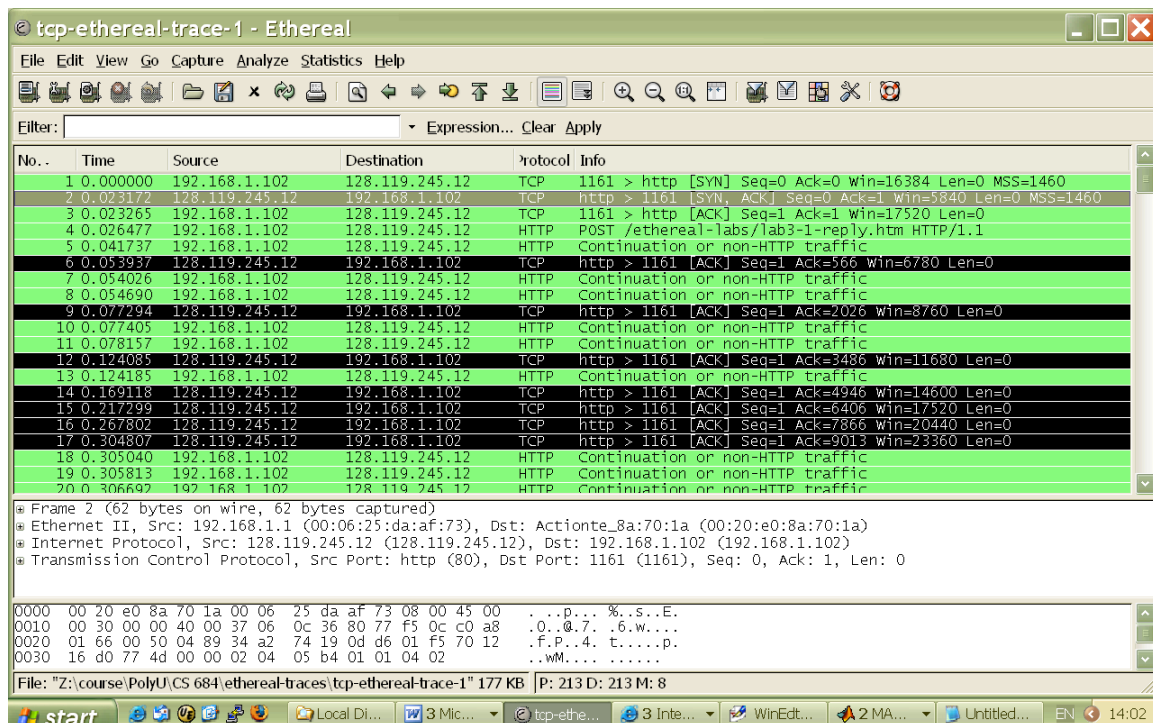 tcp-ethereal-trace-1 - Ethereal
File Edit View Go Capture Analyze Statistics Help
Filter: Expression... Clear Apply
No. . Time Source Destination Protocol Info
1 0.000000 192.168.1.102 128.119.245.12 TCP 1161 > http [SYN] Seq=0 Ack=0 Win=16384 Len=0 MSS=1460
2 0.023172 128.119.245.12 192.168.1.102 TCP http > 1161 [SYN, ACK] Seq=0 Ack=1 Win=5840 Len=0 MSS=1460
3 0.023265 192.168.1.102 128.119.245.12 TCP 1161 > http [ACK] Seq=1 Ack=1 Win=17520 Len=0
4 0.026477 192.168.1.102 128.119.245.12 HTTP POST /ethereal-labs/lab3-1-reply.htm HTTP/1.1
5 0.041737 192.168.1.102 128.119.245.12 HTTP Continuation or non-HTTP traffic
6 0.053937 128.119.245.12 192.168.1.102 TCP http > 1161 [ACK] Seq=1 Ack=566 Win=6780 Len=0
7 0.054026 192.168.1.102 128.119.245.12 HTTP Continuation or non-HTTP traffic
8 0.054690 192.168.1.102 128.119.245.12 HTTP Continuation or non-HTTP traffic
9 0.077294 128.119.245.12 192.168.1.102 TCP http > 1161 [ACK] Seq=1 Ack=2026 Win=8760 Len=0
10 0.077405 192.168.1.102 128.119.245.12 HTTP Continuation or non-HTTP traffic
11 0.078157 192.168.1.102 128.119.245.12 HTTP Continuation or non-HTTP traffic
12 0.124085 128.119.245.12 192.168.1.102 TCP http > 1161 [ACK] Seq=1 Ack=3486 Win=11680 Len=0
13 0.124185 192.168.1.102 128.119.245.12 HTTP Continuation or non-HTTP traffic
14 0.169118 128.119.245.12 192.168.1.102 TCP http > 1161 [ACK] Seq=1 Ack=4946 Win=14600 Len=0
15 0.217299 128.119.245.12 192.168.1.102 TCP http > 1161 [ACK] Seq=1 Ack=6406 Win=17520 Len=0
16 0.267802 128.119.245.12 192.168.1.102 TCP http > 1161 [ACK] Seq=1 Ack=7866 Win=20440 Len=0
17 0.304807 128.119.245.12 192.168.1.102 TCP http > 1161 [ACK] Seq=1 Ack=9013 Win=23360 Len=0
18 0.305040 192.168.1.102 128.119.245.12 HTTP Continuation or non-HTTP traffic
19 0.305813 192.168.1.102 128.119.245.12 HTTP Continuation or non-HTTP traffic
20 0.306692 192.168.1.102 128.119.245.12 HTTP Continuation or non-HTTP traffic
Frame 2 (62 bytes on wire, 62 bytes captured)
Ethernet II, Src: 192.168.1.1 (00:06:25:da:af:73), Dst: Actionte_8a:70:1a (00:20:e0:8a:70:1a)
Internet Protocol, Src: 128.119.245.12 (128.119.245.12), Dst: 192.168.1.102 (192.168.1.102)
Transmission Control Protocol, Src Port: http (80), Dst Port: 1161 (1161), Seq: 0, Ack: 1, Len: 0
0000 00 20 e0 8a 70 1a 00 06 25 da af 73 08 00 45 00 . ..p... %..s..E.
0010 00 30 00 00 40 00 37 06 0c 36 80 77 f5 0c c0 a8 .0..@.7. .6.w....
0020 01 66 00 50 04 89 34 a2 74 19 0d d6 01 f5 70 12 .f.P..4. t.....p.
0030 16 d0 77 4d 00 00 02 04 05 b4 01 01 04 02 ..wM.... ......
File: "Z:\course\PolyU\CS 684\ethereal-traces\tcp-ethereal-trace-1" 177 KB P: 213 D: 213 M: 8
start Local Di... 3 Mic... tcp-ethe... 3 Inte... WinEdt... 2 MA... Untitled... EN 14:02